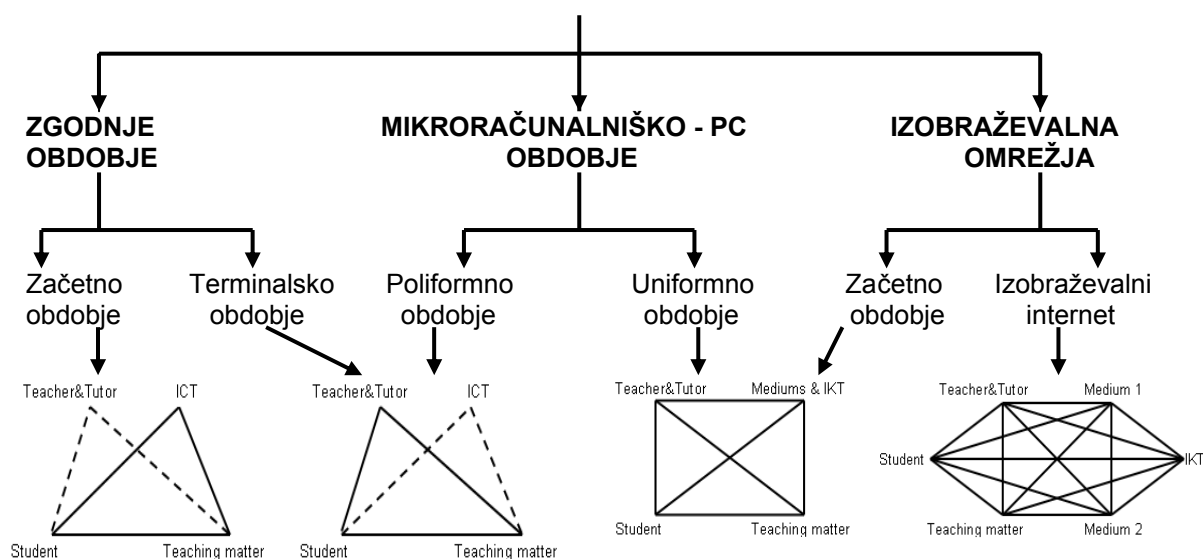 ZGODNJE
OBDOBJE
MIKRORAČUNALNIŠKO - PC
OBDOBJE
IZOBRAŽEVALNA
OMREŽJA
Začetno
obdobje
Terminalsko
obdobje
Poliformno
obdobje
Uniformno
obdobje
Začetno
obdobje
Izobraževalni
internet
Teacher&Tutor
ICT
Student
Teaching matter
Teacher&Tutor
ICT
Student
Teaching matter
Teacher&Tutor
Mediums & IKT
Student
Teaching matter
Teacher&Tutor
Medium 1
Student
IKT
Teaching matter
Medium 2